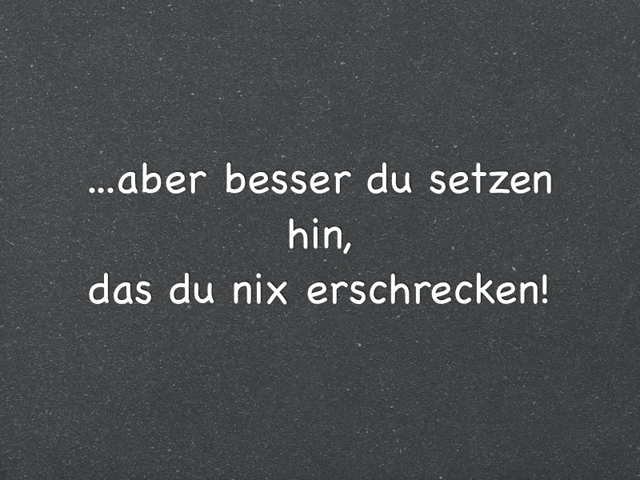 ...aber besser du setzen
hin,
das du nix erschrecken!